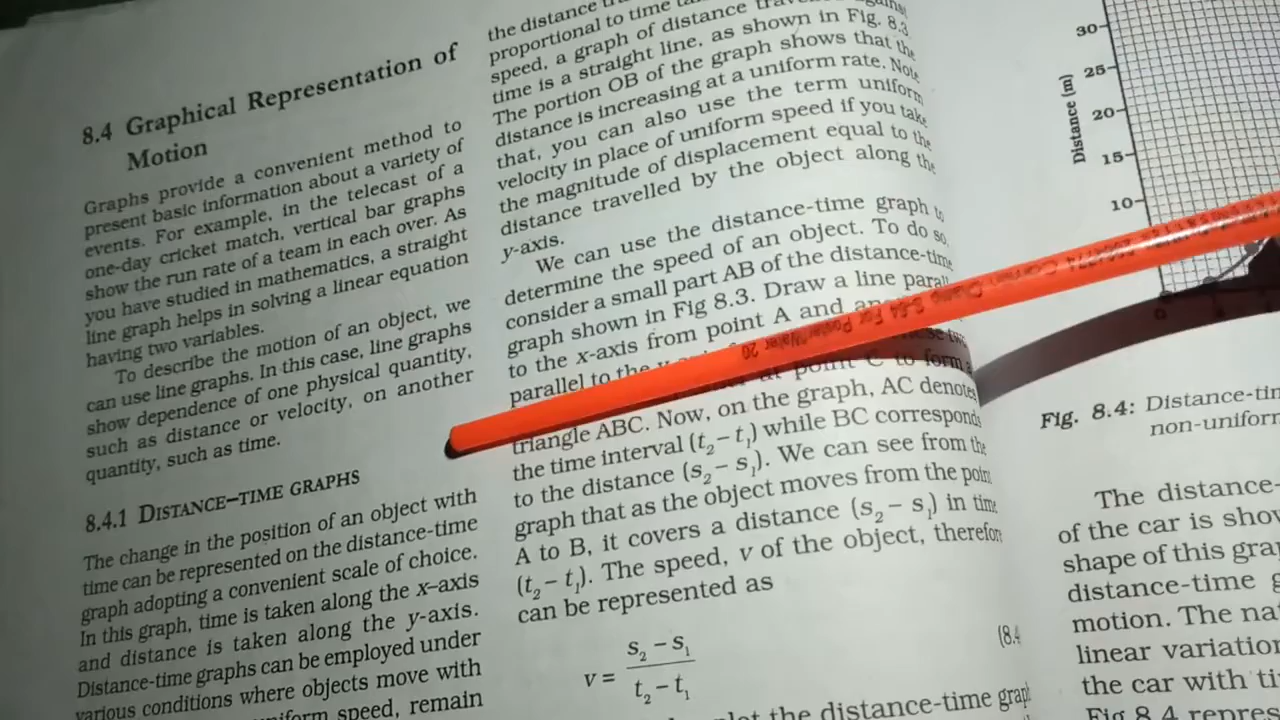 8.4 Graphical Representation of
Motion
Graphs provide a convenient method to
present basic information about a variety of
events. For example, in the telecast of a
one-day cricket match, vertical bar graphs
show the run rate of a team in each over. As
you have studied in mathematics, a straight
line graph helps in solving a linear equation
having two variables.
To describe the motion of an object, we
can use line graphs. In this case, line graphs
show dependence of one physical quantity,
such as distance or velocity, on another
quantity, such as time.
8.4.1 DISTANCE–TIME GRAPHS
The change in the position of an object with
time can be represented on the distance-time
graph adopting a convenient scale of choice.
In this graph, time is taken along the x–axis
and distance is taken along the y-axis.
Distance-time graphs can be employed under
various conditions where objects move with
speed, remain
the distance
proportional to time
speed, a graph of distance
time is a straight line, as shown in Fig. 8.3
The portion OB of the graph shows that the
distance is increasing at a uniform rate. Note
that, you can also use the term uniform
velocity in place of uniform speed if you take
the magnitude of displacement equal to the
distance travelled by the object along the
y-axis.
We can use the distance-time graph to
determine the speed of an object. To do so,
consider a small part AB of the distance-time
graph shown in Fig 8.3. Draw a line
to the x-axis from point A and
parallel to the
at point C to form a
triangle ABC. Now, on the graph, AC denotes
the time interval (t₂ – t₁) while BC corresponds
to the distance (s₂ – s₁). We can see from the
graph that as the object moves from the point
A to B, it covers a distance (s₂ – s₁) in time
(t₂ – t₁). The speed, v of the object, therefore
can be represented as
v = s₂ – s₁ / t₂ – t₁
(8.4
the distance-time
30
25
20
15
10
Distance (m)
Fig. 8.4: Distance-
non-uniform
The distance-
of the car is
shape of this
distance-time
motion. The
linear variation
the car with
Fig 8.4